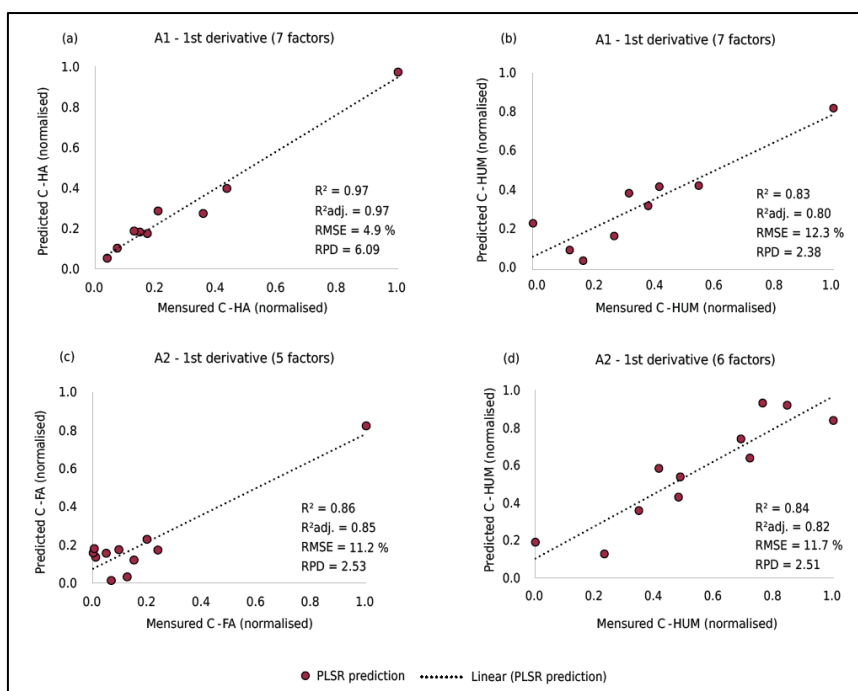 (a) A1 - 1st derivative (7 factors)
Predicted C-HA (normalised)
1.0
0.8
0.6
0.4
0.2
0.0
R² = 0.97
R²adj. = 0.97
RMSE = 4.9 %
RPD = 6.09
0.0 0.2 0.4 0.6 0.8 1.0
Mensured C-HA (normalised)
(b) A1 - 1st derivative (7 factors)
Predicted C-HUM (normalised)
1.0
0.8
0.6
0.4
0.2
0.0
R² = 0.83
R²adj. = 0.80
RMSE = 12.3 %
RPD = 2.38
0.0 0.2 0.4 0.6 0.8 1.0
Mensured C-HUM (normalised)
(c) A2 - 1st derivative (5 factors)
Predicted C-FA (normalised)
1.0
0.8
0.6
0.4
0.2
0.0
R² = 0.86
R²adj. = 0.85
RMSE = 11.2 %
RPD = 2.53
0.0 0.2 0.4 0.6 0.8 1.0
Mensured C-FA (normalised)
(d) A2 - 1st derivative (6 factors)
Predicted C-HUM (normalised)
1.0
0.8
0.6
0.4
0.2
0.0
R² = 0.84
R²adj. = 0.82
RMSE = 11.7 %
RPD = 2.51
0.0 0.2 0.4 0.6 0.8 1.0
Mensured C-HUM (normalised)
PLSR prediction Linear (PLSR prediction)